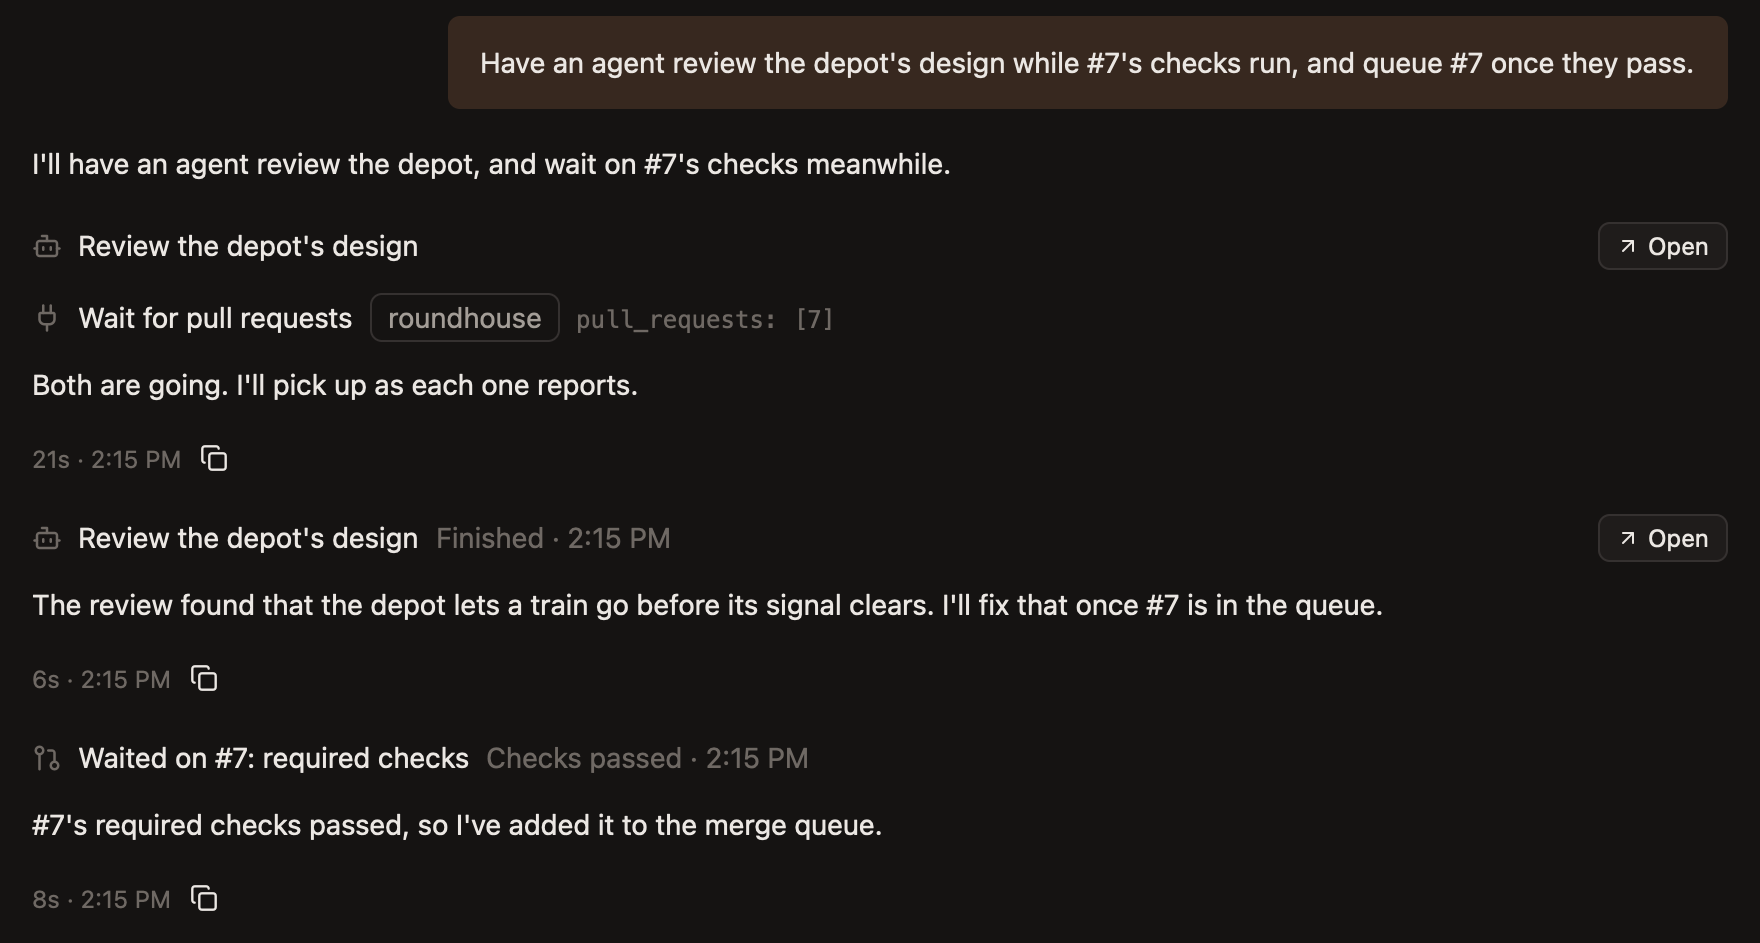 Have an agent review the depot's design while #7's checks run, and queue #7 once they pass.
I'll have an agent review the depot, and wait on #7's checks meanwhile.
Review the depot's design Open
Wait for pull requests roundhouse pull_requests: [7]
Both are going. I'll pick up as each one reports.
21s · 2:15 PM
Review the depot's design Finished · 2:15 PM Open
The review found that the depot lets a train go before its signal clears. I'll fix that once #7 is in the queue.
6s · 2:15 PM
Waited on #7: required checks Checks passed · 2:15 PM
#7's required checks passed, so I've added it to the merge queue.
8s · 2:15 PM